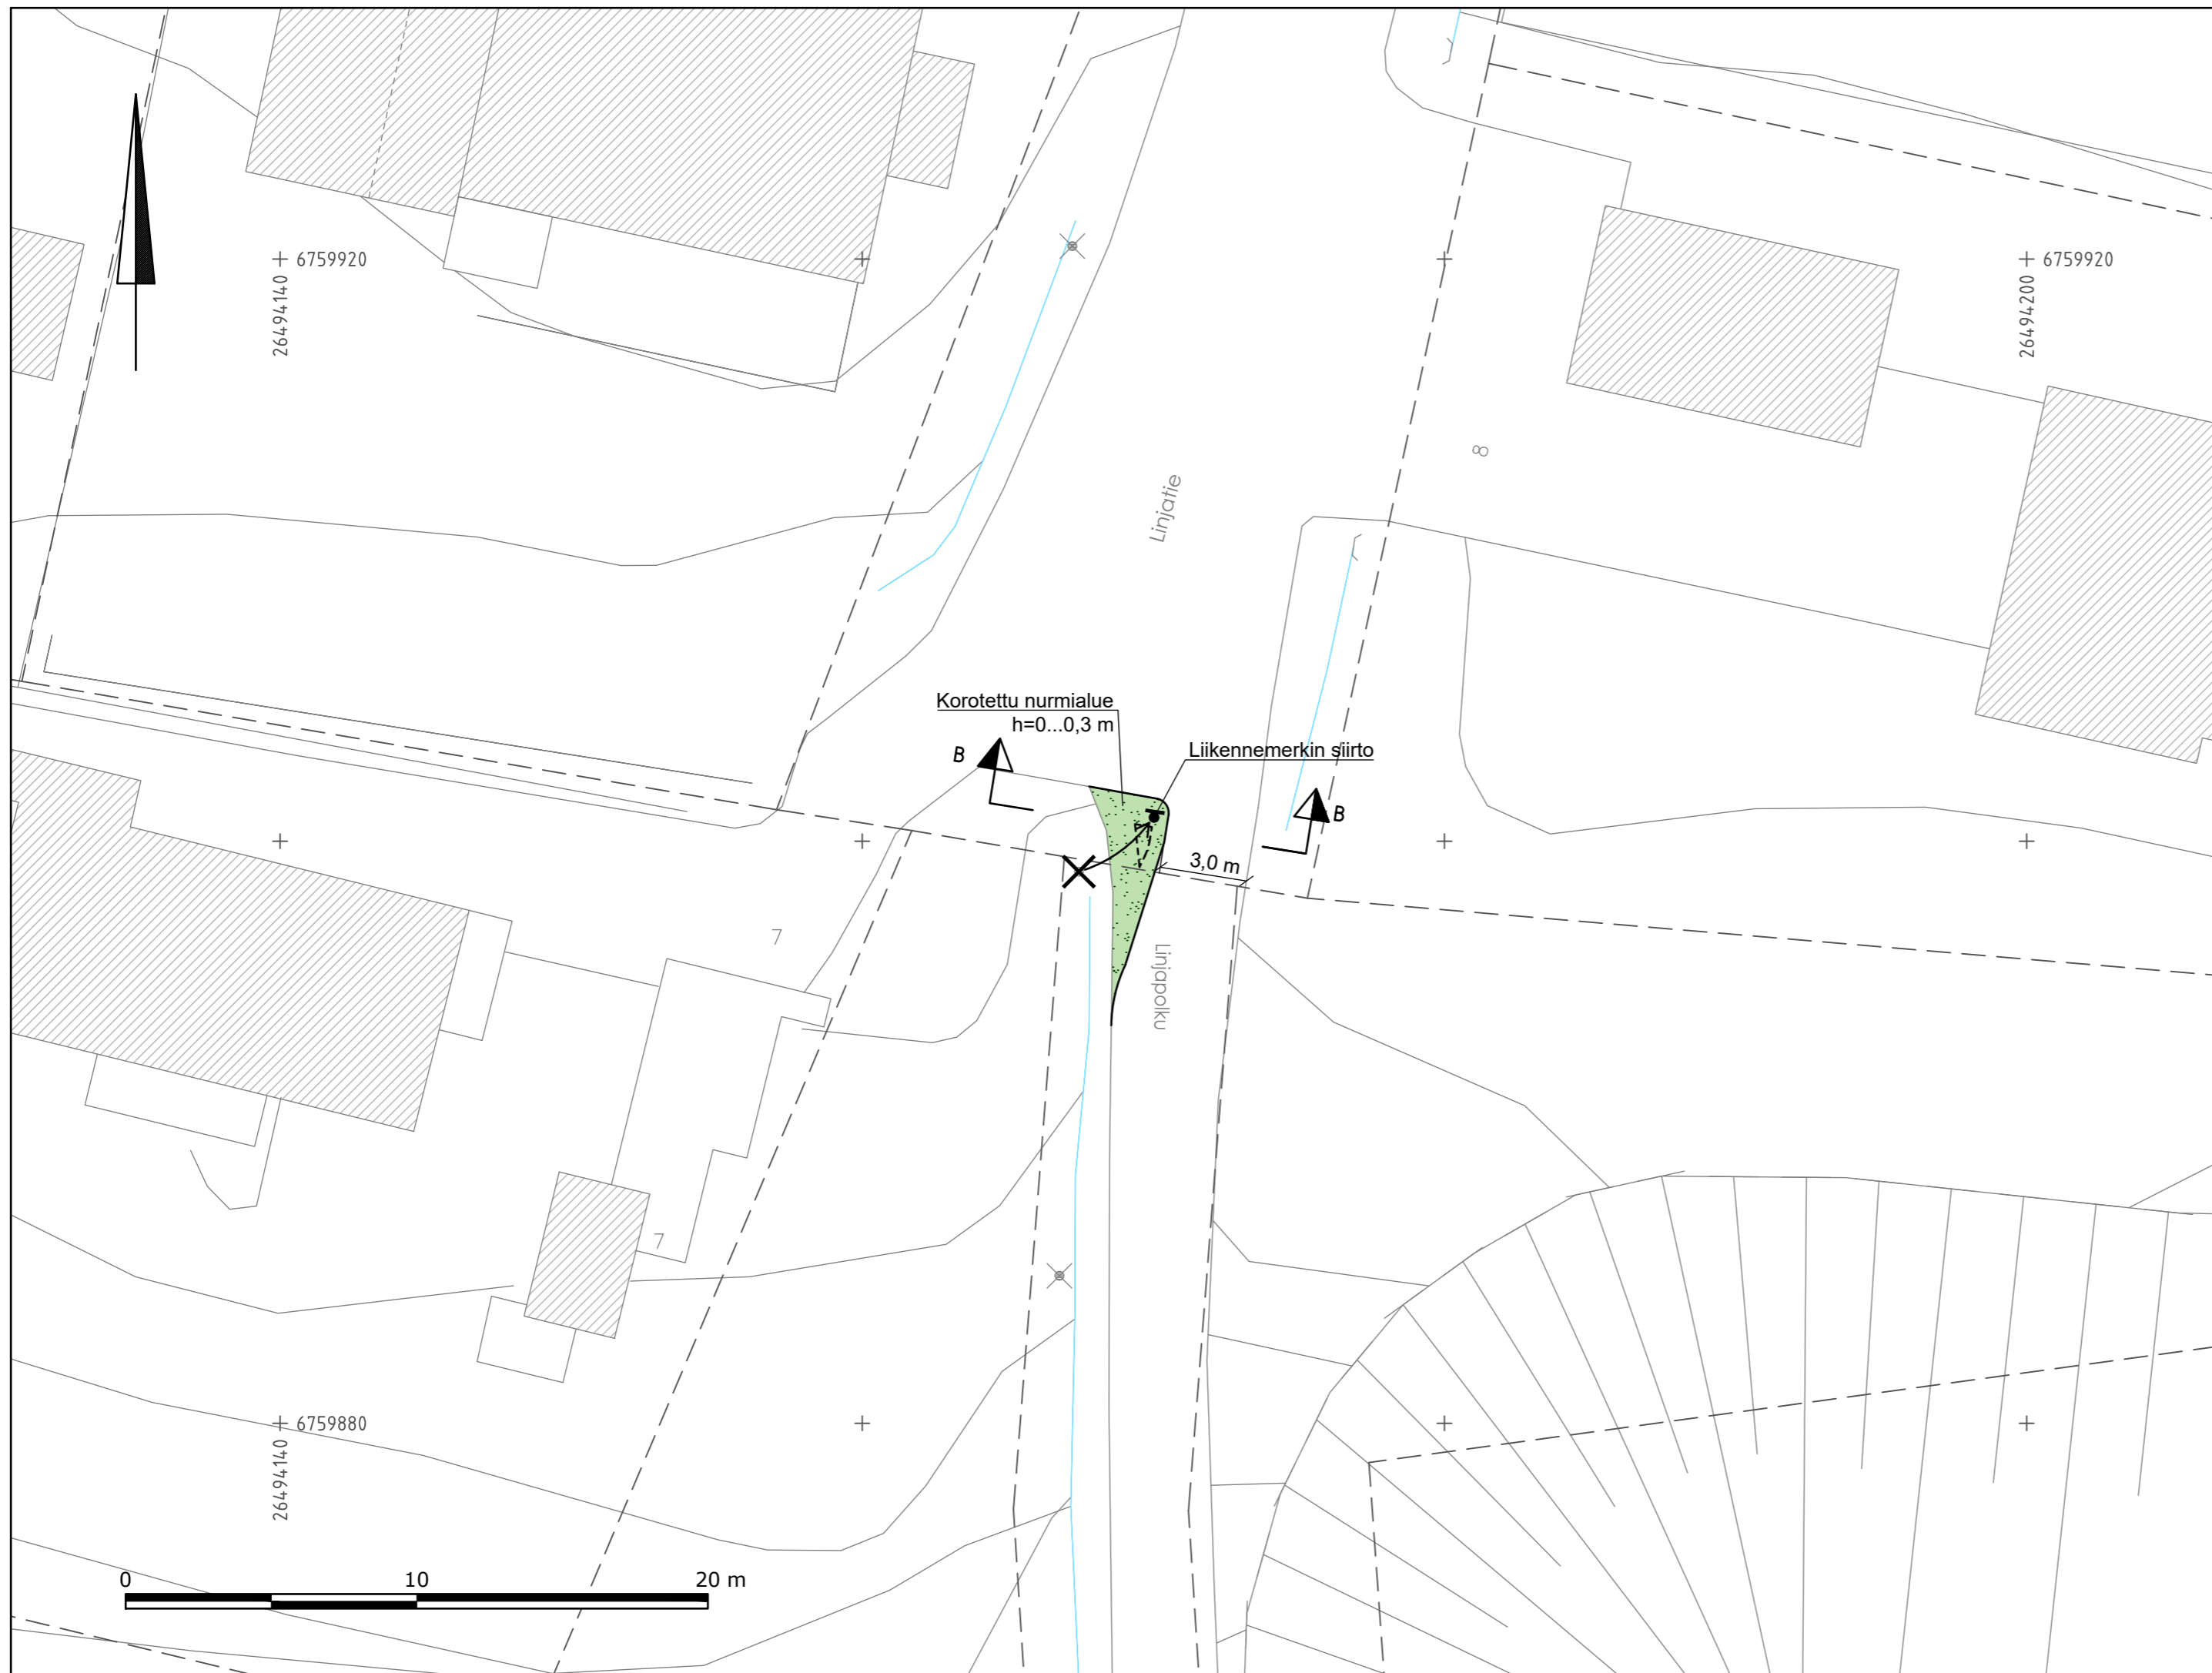 6759920
26494140
6759920
26494200
8
Linjatie
Korotettu nurmialue
h=0...0,3 m
Liikennemerkin siirto
B
B
3,0 m
7
Linjapolku
7
6759880
26494140
0 10 20 m